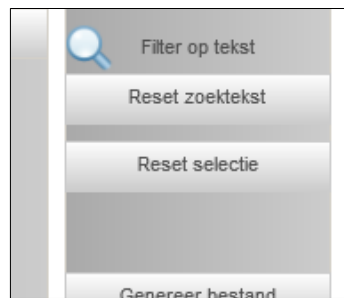 Filter op tekst
Reset zoektekst
Reset selectie
Genereer bestand